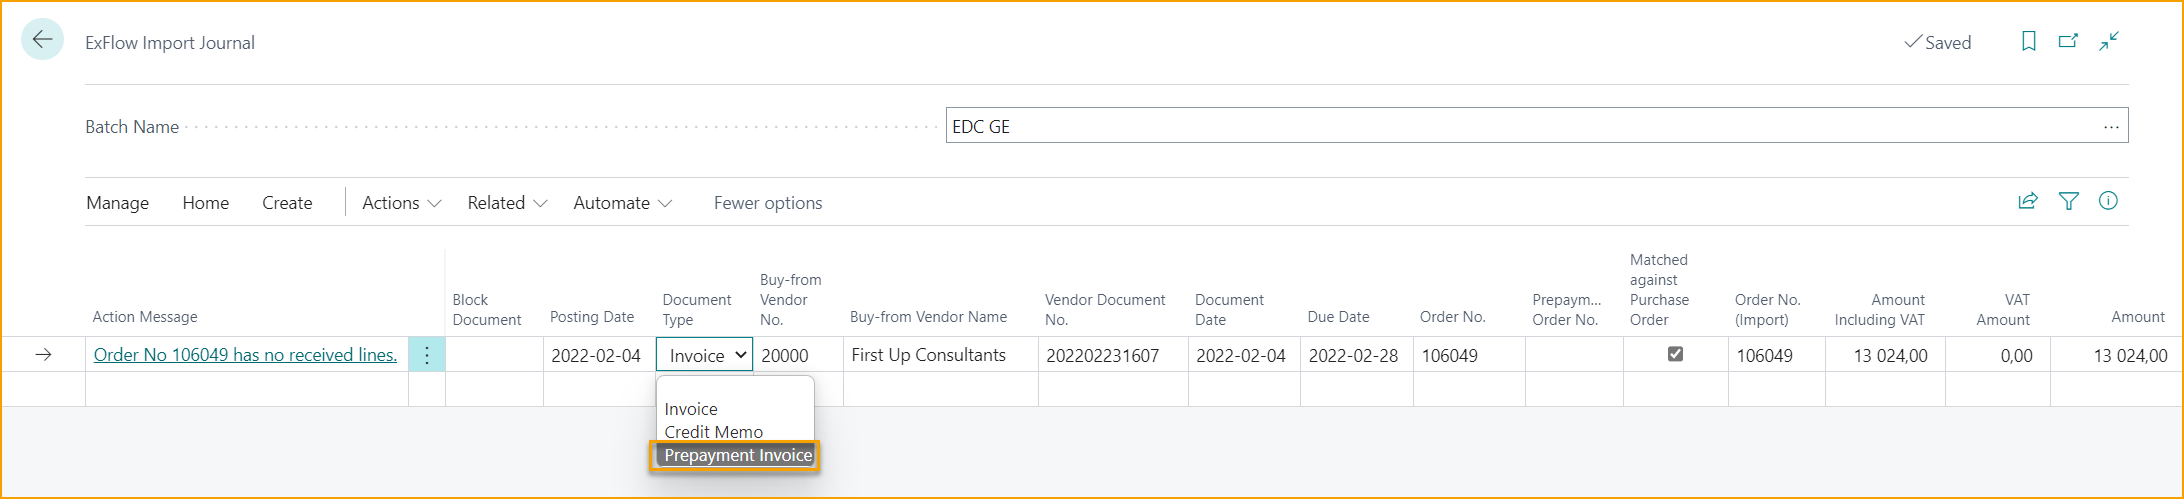 ExFlow Import Journal
Saved
Batch Name
EDC GE
...
Manage Home Create Actions Related Automate Fewer options
Action Message
Block
Document
Posting Date
Document
Type
Buy-from
Vendor
No.
Buy-from Vendor Name
Vendor Document
No.
Document
Date
Due Date
Order No.
Prepaym...
Order No.
Matched
against
Purchase
Order
Order No.
(Import)
Amount
Including VAT
VAT
Amount
Amount
Order No 106049 has no received lines. 2022-02-04 Invoice 20000 First Up Consultants 202202231607 2022-02-04 2022-02-28 106049 106049 13 024,00 0,00 13 024,00
Invoice
Credit Memo
Prepayment Invoice